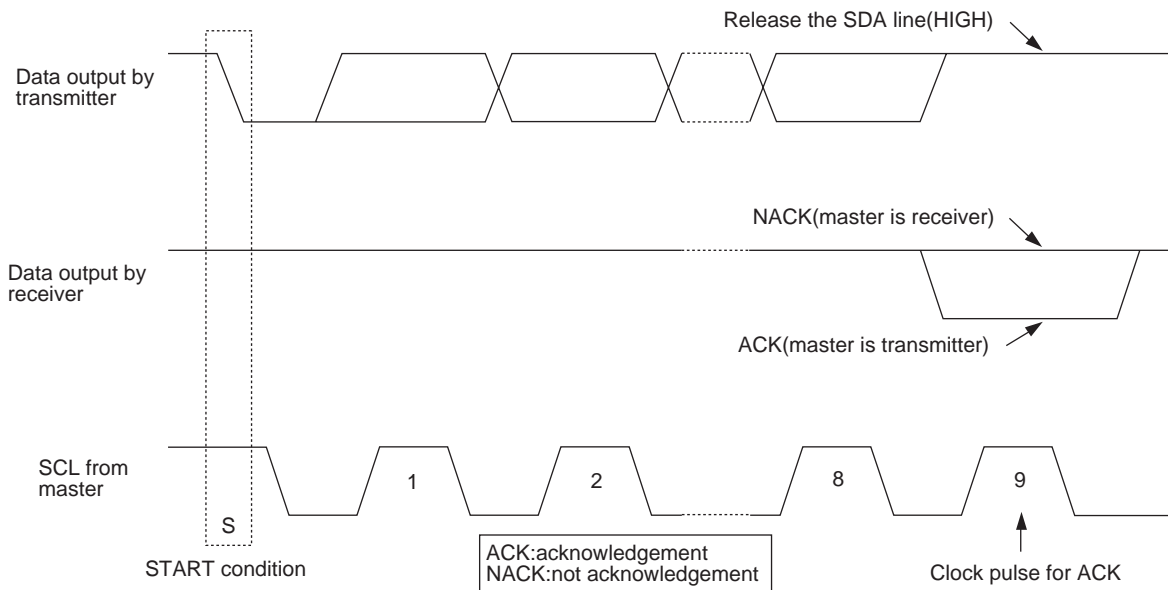 Release the SDA line(HIGH)
Data output by
transmitter
NACK(master is receiver)
Data output by
receiver
ACK(master is transmitter)
SCL from
master
1
2
8
9
S
START condition
ACK:acknowledgement
NACK:not acknowledgement
Clock pulse for ACK